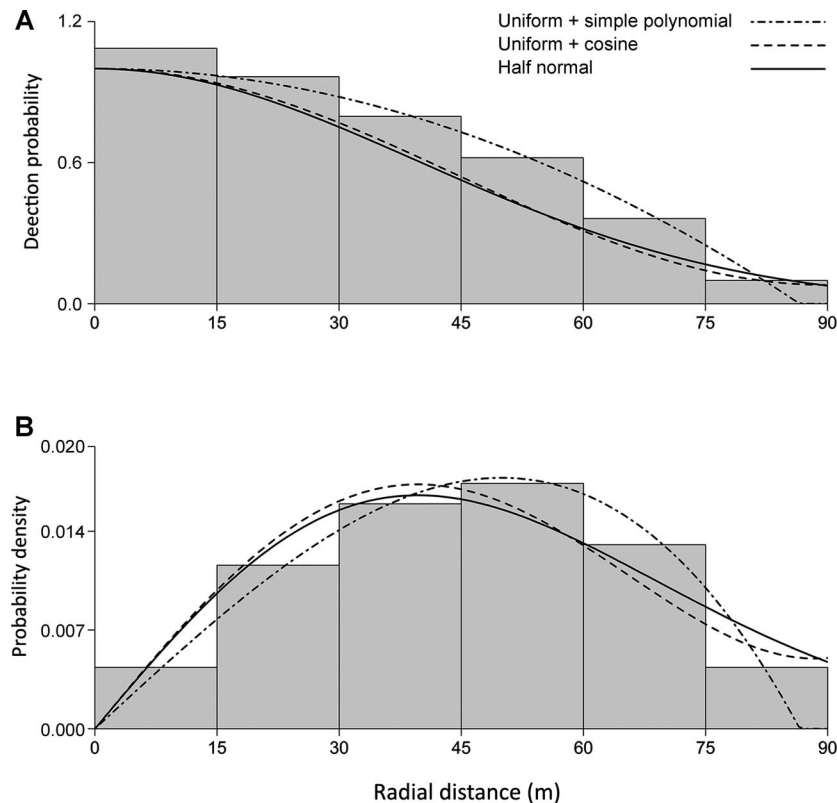 A
1.2
0.6
0.0
Deection probability
Uniform + simple polynomial
Uniform + cosine
Half normal
0 15 30 45 60 75 90
B
0.020
0.014
0.007
0.000
Probability density
0 15 30 45 60 75 90
Radial distance (m)